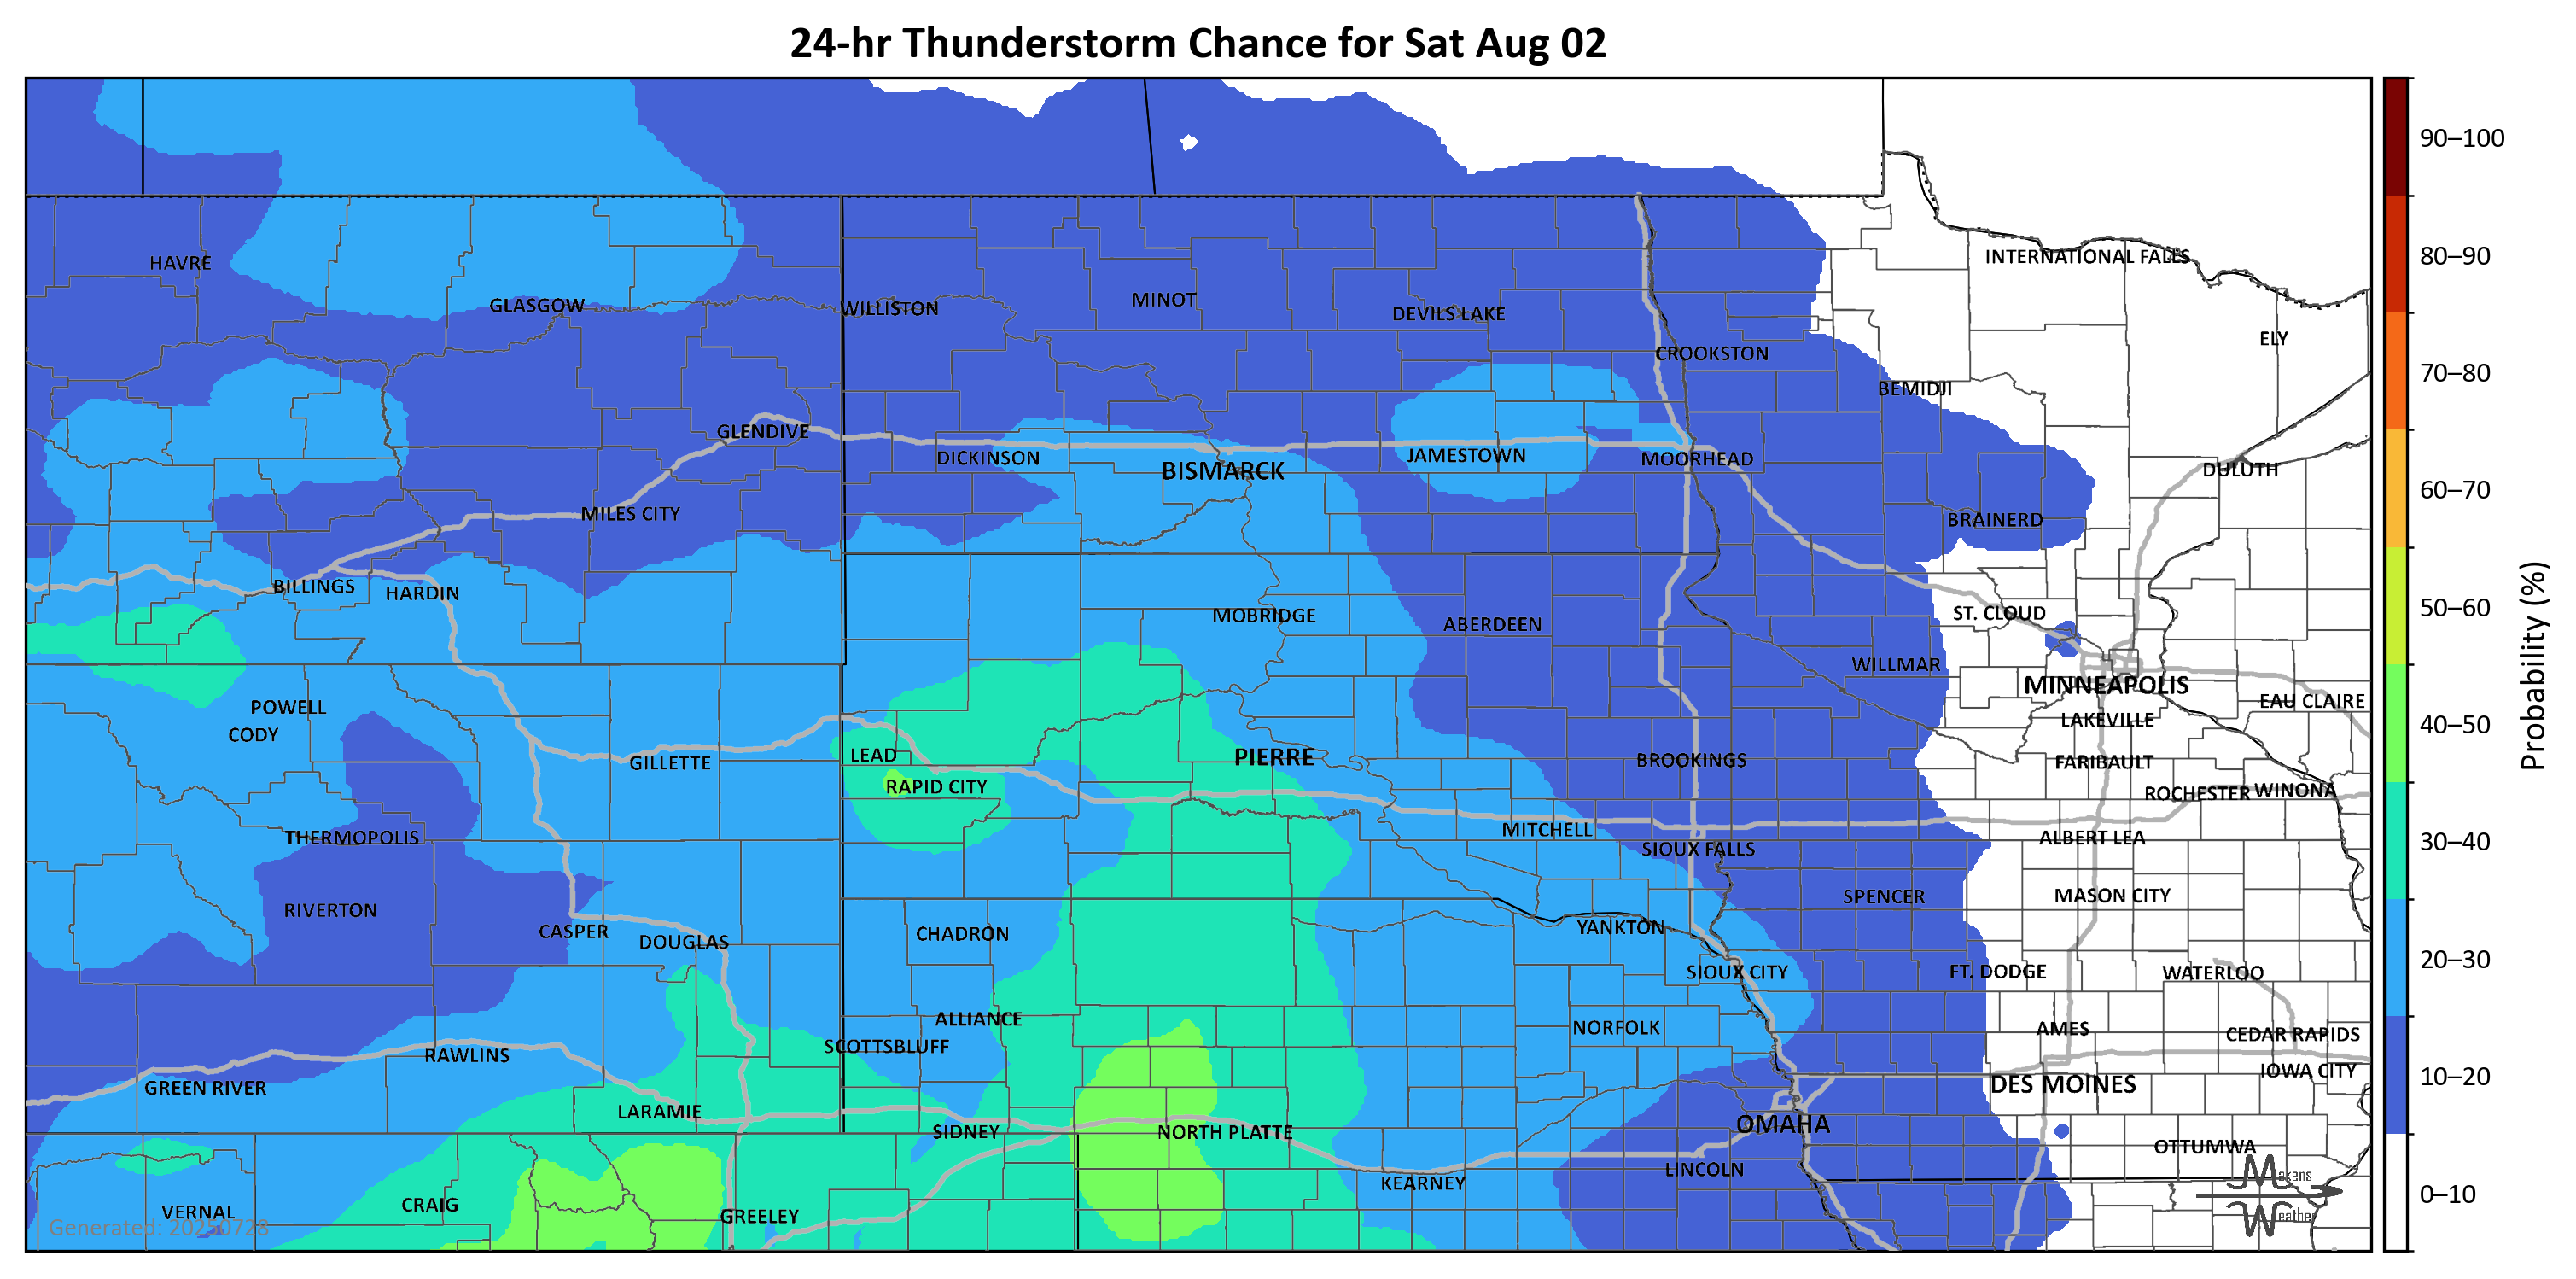 24-hr Thunderstorm Chance for Sat Aug 02
90–100
80–90
70–80
60–70
50–60
40–50
30–40
20–30
10–20
0–10
Probability (%)
INTERNATIONAL FALLS
HAVRE
GLASGOW
WILLISTON
MINOT
DEVILS LAKE
ELY
CROOKSTON
BEMIDJI
GLENDIVE
DICKINSON
BISMARCK
JAMESTOWN
MOORHEAD
DULUTH
MILES CITY
BRAINERD
BILLINGS
HARDIN
MOBRIDGE
ABERDEEN
ST. CLOUD
WILLMAR
MINNEAPOLIS
EAU CLAIRE
POWELL
CODY
LAKEVILLE
GILLETTE
LEAD
PIERRE
BROOKINGS
FARIBAULT
RAPID CITY
ROCHESTER
WINONA
THERMOPOLIS
MITCHELL
ALBERT LEA
SIOUX FALLS
SPENCER
MASON CITY
RIVERTON
CASPER
DOUGLAS
CHADRON
YANKTON
SIOUX CITY
FT. DODGE
WATERLOO
ALLIANCE
NORFOLK
AMES
CEDAR RAPIDS
SCOTTSBLUFF
RAWLINS
IOWA CITY
GREEN RIVER
DES MOINES
LARAMIE
SIDNEY
NORTH PLATTE
OMAHA
OTTUMWA
LINCOLN
KEARNEY
VERNAL
CRAIG
GREELEY
Makens
Weather
Generated: 20250728